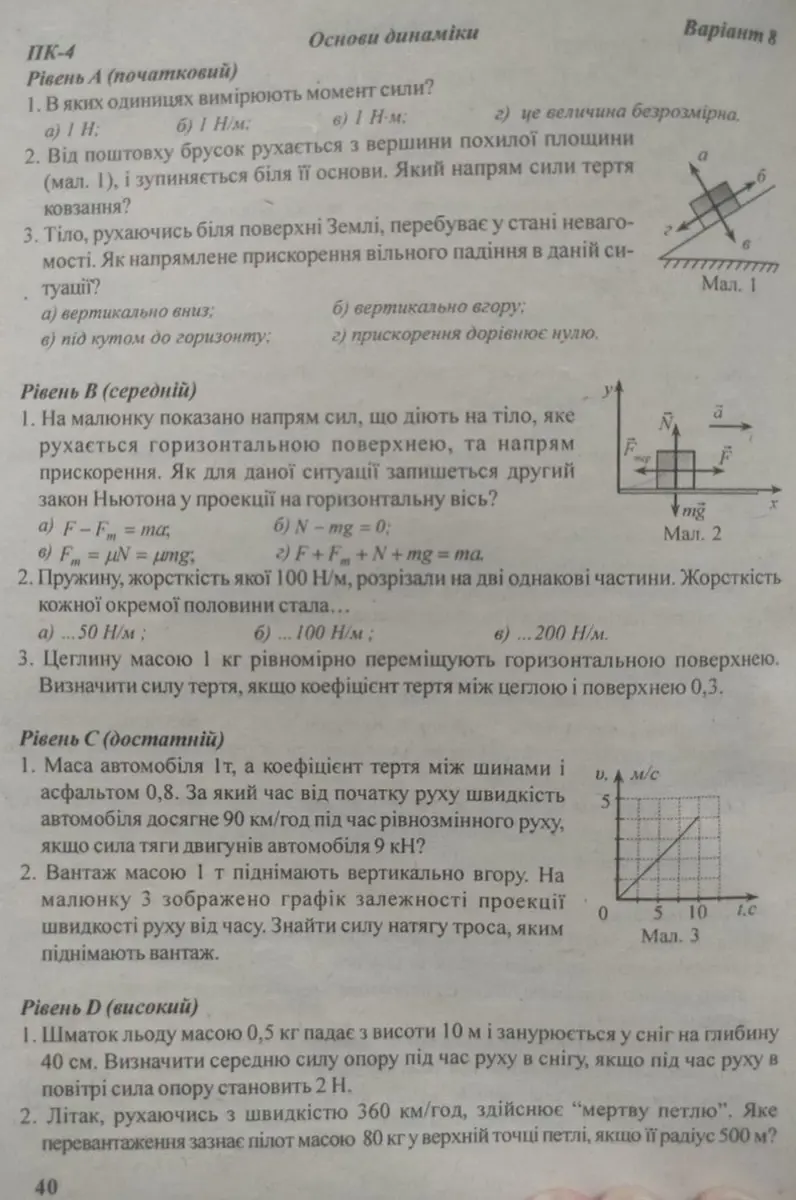 ПК-4 Основи динаміки Варіант 8
Рівень А (початковий)
1. В яких одиницях вимірюють момент сили?
а) 1 Н; б) 1 Н/м; в) 1 Н·м; г) це величина безрозмірна.
2. Від поштовху брусок рухається з вершини похилої площини
(мал. 1), і зупиняється біля її основи. Який напрям сили тертя
ковзання?
а
б
г
в
Мал. 1
3. Тіло, рухаючись біля поверхні Землі, перебуває у стані неваго-
мості. Як напрямлене прискорення вільного падіння в даній си-
туації?
а) вертикально вниз; б) вертикально вгору;
в) під кутом до горизонту; г) прискорення дорівнює нулю.
Рівень В (середній)
1. На малюнку показано напрям сил, що діють на тіло, яке
рухається горизонтальною поверхнею, та напрям
прискорення. Як для даної ситуації запишеться другий
закон Ньютона у проекції на горизонтальну вісь?
а) F – Fт = ma; б) N – mg = 0;
в) Fт = μN = μmg; г) F + Fт + N + mg = ma.
y
N⃗
a⃗
F⃗тер
F⃗
mg⃗
x
Мал. 2
2. Пружину, жорсткість якої 100 Н/м, розрізали на дві однакові частини. Жорсткість
кожної окремої половини стала…
а) ...50 Н/м ; б) ...100 Н/м ; в) ...200 Н/м.
3. Цеглину масою 1 кг рівномірно переміщують горизонтальною поверхнею.
Визначити силу тертя, якщо коефіцієнт тертя між цеглою і поверхнею 0,3.
Рівень С (достатній)
1. Маса автомобіля 1т, а коефіцієнт тертя між шинами і
асфальтом 0,8. За який час від початку руху швидкість
автомобіля досягне 90 км/год під час рівнозмінного руху,
якщо сила тяги двигунів автомобіля 9 кН?
2. Вантаж масою 1 т піднімають вертикально вгору. На
малюнку 3 зображено графік залежності проекції
швидкості руху від часу. Знайти силу натягу троса, яким
піднімають вантаж.
υ, м/с
5
0 5 10 t,c
Мал. 3
Рівень D (високий)
1. Шматок льоду масою 0,5 кг падає з висоти 10 м і занурюється у сніг на глибину
40 см. Визначити середню силу опору під час руху в снігу, якщо під час руху в
повітрі сила опору становить 2 Н.
2. Літак, рухаючись з швидкістю 360 км/год, здійснює “мертву петлю”. Яке
перевантаження зазнає пілот масою 80 кг у верхній точці петлі, якщо її радіус 500 м?
40